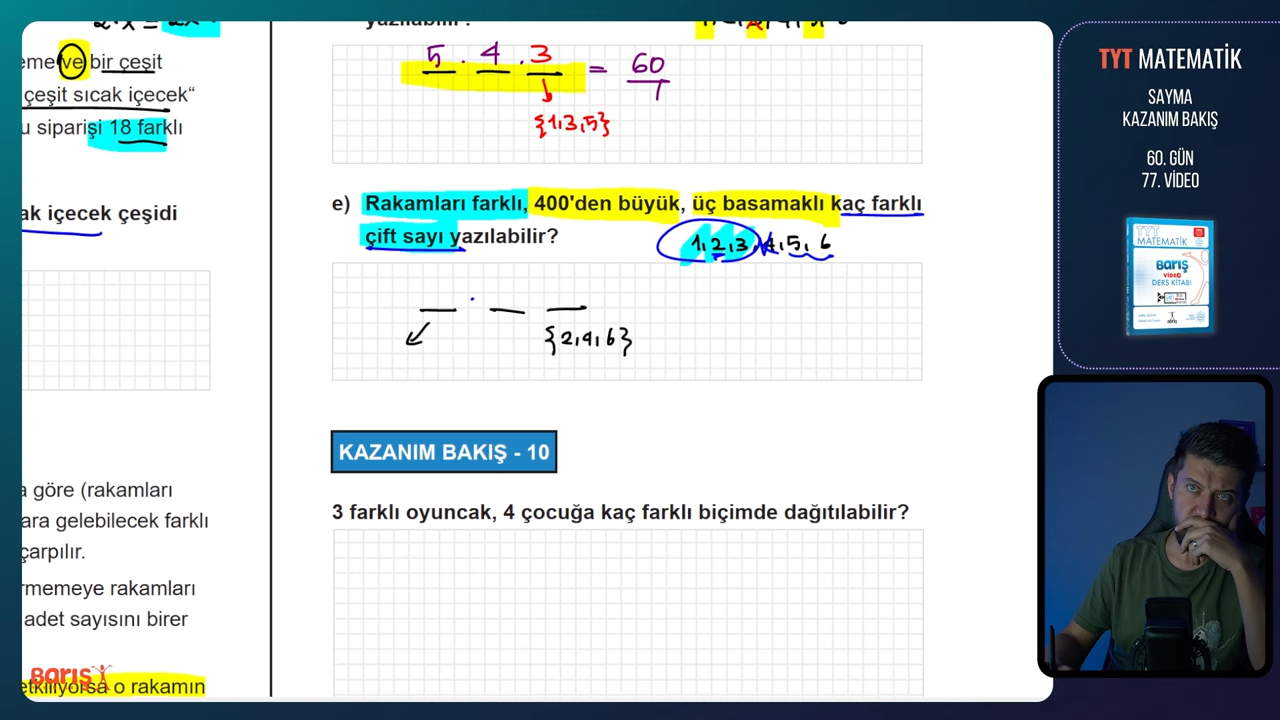 eme ve bir çeşit
çeşit sıcak içecek“
u siparişi 18 farklı
ak içecek çeşidi
a göre (rakamları
ara gelebilecek farklı
çarpılır.
rmemeye rakamları
adet sayısını birer
etkiliyorsa o rakamın
Barış
yazılabilir?
5 . 4 . 3 = 60
{1,3,5}
e) Rakamları farklı, 400'den büyük, üç basamaklı kaç farklı
çift sayı yazılabilir?
1, 2, 3, 4, 5, 6
{2,4,6}
KAZANIM BAKIŞ - 10
3 farklı oyuncak, 4 çocuğa kaç farklı biçimde dağıtılabilir?
TYT MATEMATİK
SAYMA
KAZANIM BAKIŞ
60. GÜN
77. VİDEO
TYT
MATEMATİK
BARIŞ
VİDEO
DERS KİTABI